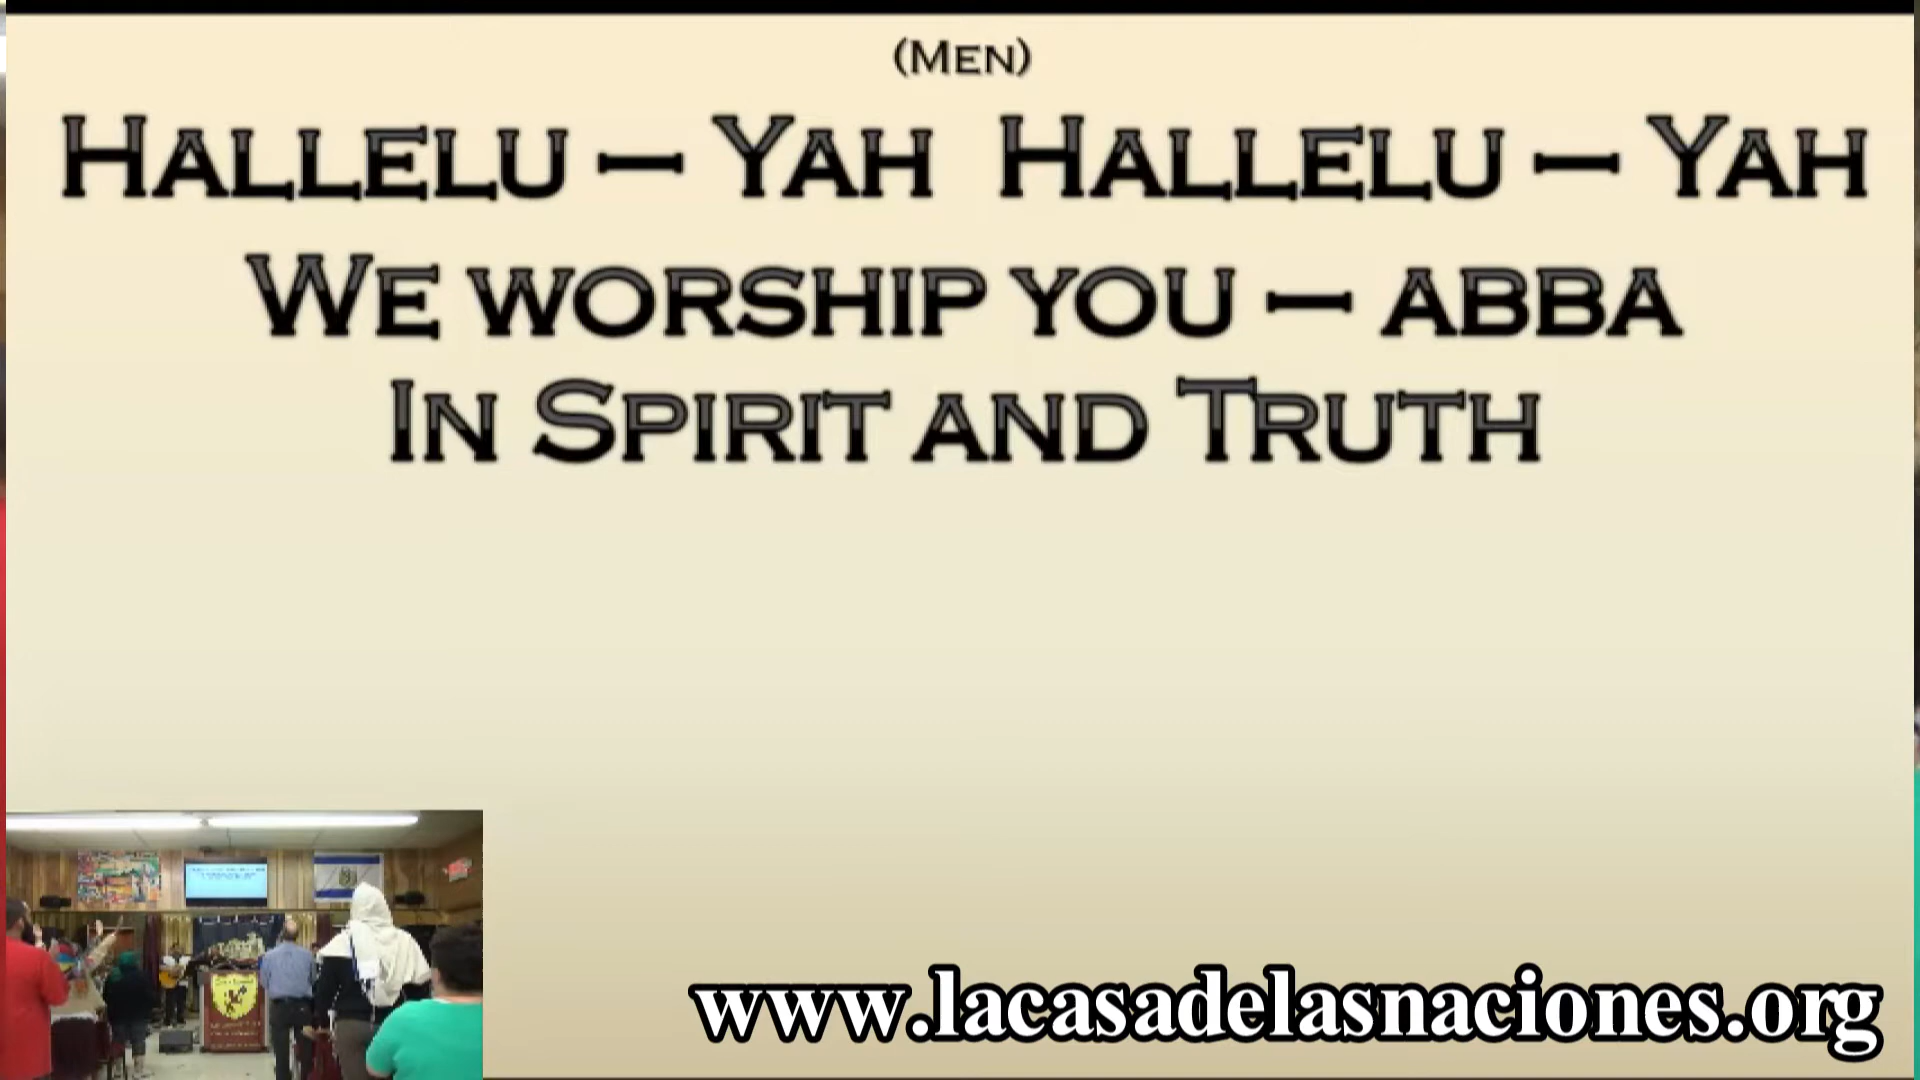 (MEN)
HALLELU – YAH HALLELU – YAH
WE WORSHIP YOU – ABBA
IN SPIRIT AND TRUTH
www.lacasadelasnaciones.org